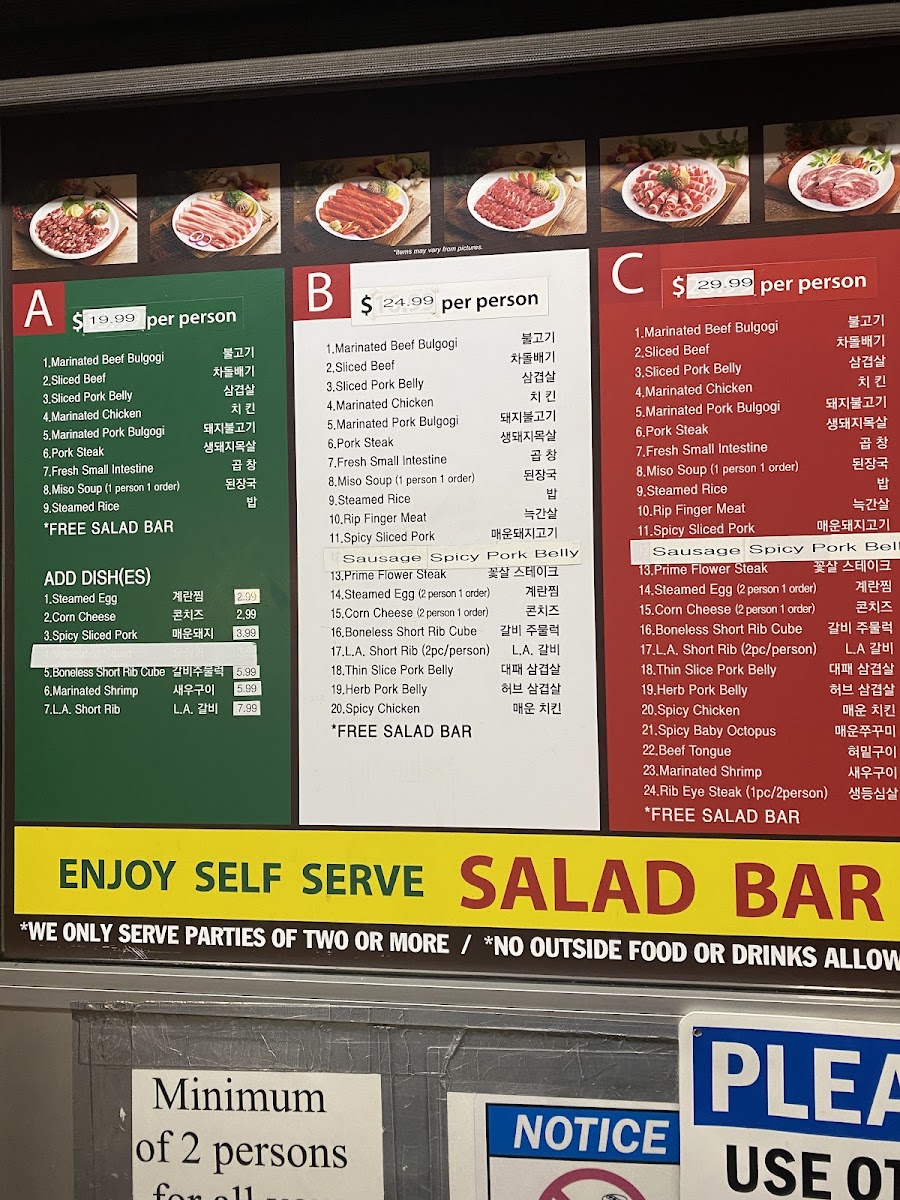 *Items may vary from pictures.
A $ 19.99 per person
1.Marinated Beef Bulgogi 불고기
2.Sliced Beef 차돌배기
3.Sliced Pork Belly 삼겹살
4.Marinated Chicken 치 킨
5.Marinated Pork Bulgogi 돼지불고기
6.Pork Steak 생돼지목살
7.Fresh Small Intestine 곱 창
8.Miso Soup (1 person 1 order) 된장국
9.Steamed Rice 밥
*FREE SALAD BAR
ADD DISH(ES)
1.Steamed Egg 계란찜 2.99
2.Corn Cheese 콘치즈 2,99
3.Spicy Sliced Pork 매운돼지 3.99
5.Boneless Short Rib Cube 갈비주물럭 5.99
6.Marinated Shrimp 새우구이 5.99
7.L.A. Short Rib L.A. 갈비 7.99
B $ 24.99 per person
1.Marinated Beef Bulgogi 불고기
2.Sliced Beef 차돌배기
3.Sliced Pork Belly 삼겹살
4.Marinated Chicken 치 킨
5.Marinated Pork Bulgogi 돼지불고기
6.Pork Steak 생돼지목살
7.Fresh Small Intestine 곱 창
8.Miso Soup (1 person 1 order) 된장국
9.Steamed Rice 밥
10.Rip Finger Meat 늑간살
11.Spicy Sliced Pork 매운돼지고기
Sausage Spicy Pork Belly
13.Prime Flower Steak 꽃살 스테이크
14.Steamed Egg (2 person 1 order) 계란찜
15.Corn Cheese (2 person 1 order) 콘치즈
16.Boneless Short Rib Cube 갈비 주물럭
17.L.A. Short Rib (2pc/person) L.A. 갈비
18.Thin Slice Pork Belly 대패 삼겹살
19.Herb Pork Belly 허브 삼겹살
20.Spicy Chicken 매운 치킨
*FREE SALAD BAR
C $ 29.99 per person
1.Marinated Beef Bulgogi 불고기
2.Sliced Beef 차돌배기
3.Sliced Pork Belly 삼겹살
4.Marinated Chicken 치 킨
5.Marinated Pork Bulgogi 돼지불고기
6.Pork Steak 생돼지목살
7.Fresh Small Intestine 곱 창
8.Miso Soup (1 person 1 order) 된장국
9.Steamed Rice 밥
10.Rip Finger Meat 늑간살
11.Spicy Sliced Pork 매운돼지고기
Sausage Spicy Pork Bell
13.Prime Flower Steak 꽃살 스테이크
14.Steamed Egg (2 person 1 order) 계란찜
15.Corn Cheese (2 person 1 order) 콘치즈
16.Boneless Short Rib Cube 갈비 주물럭
17.L.A. Short Rib (2pc/person) L.A 갈비
18.Thin Slice Pork Belly 대패 삼겹살
19.Herb Pork Belly 허브 삼겹살
20.Spicy Chicken 매운 치킨
21.Spicy Baby Octopus 매운쭈꾸미
22.Beef Tongue 혀밑구이
23.Marinated Shrimp 새우구이
24.Rib Eye Steak (1pc/2person) 생등심살
*FREE SALAD BAR
ENJOY SELF SERVE SALAD BAR
*WE ONLY SERVE PARTIES OF TWO OR MORE / *NO OUTSIDE FOOD OR DRINKS ALLOW
Minimum
of 2 persons
for all
NOTICE
PLEA
USE OT